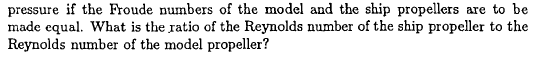 pressure if the Froude numbers of the model and the ship propellers are to be
made equal. What is the ratio of the Reynolds number of the ship propeller to the
Reynolds number of the model propeller?